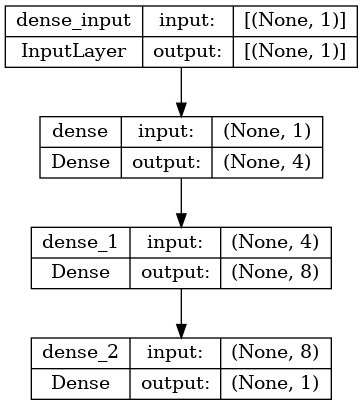 dense_input input: [(None, 1)]
InputLayer output: [(None, 1)]
dense input: (None, 1)
Dense output: (None, 4)
dense_1 input: (None, 4)
Dense output: (None, 8)
dense_2 input: (None, 8)
Dense output: (None, 1)